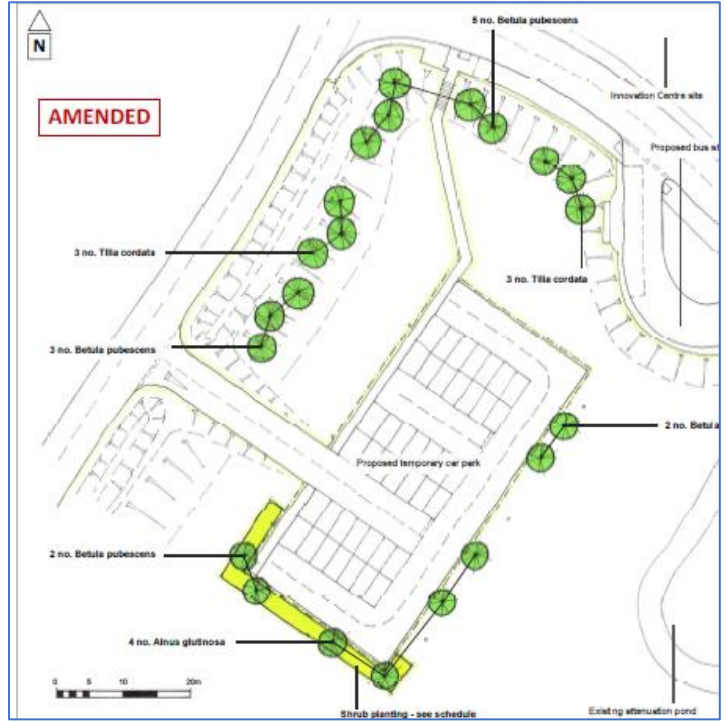 5 no. Betula pubescens
N
Innovation Centre site
AMENDED
Proposed bus
3 no. Tilia cordata
3 no. Tilia cordata
3 no. Betula pubescens
2 no. Betula
Proposed temporary car park
2 no. Betula pubescens
4 no. Alnus glutinosa
0 5 10 20m
Shrub planting - see schedule
Existing attenuation pond